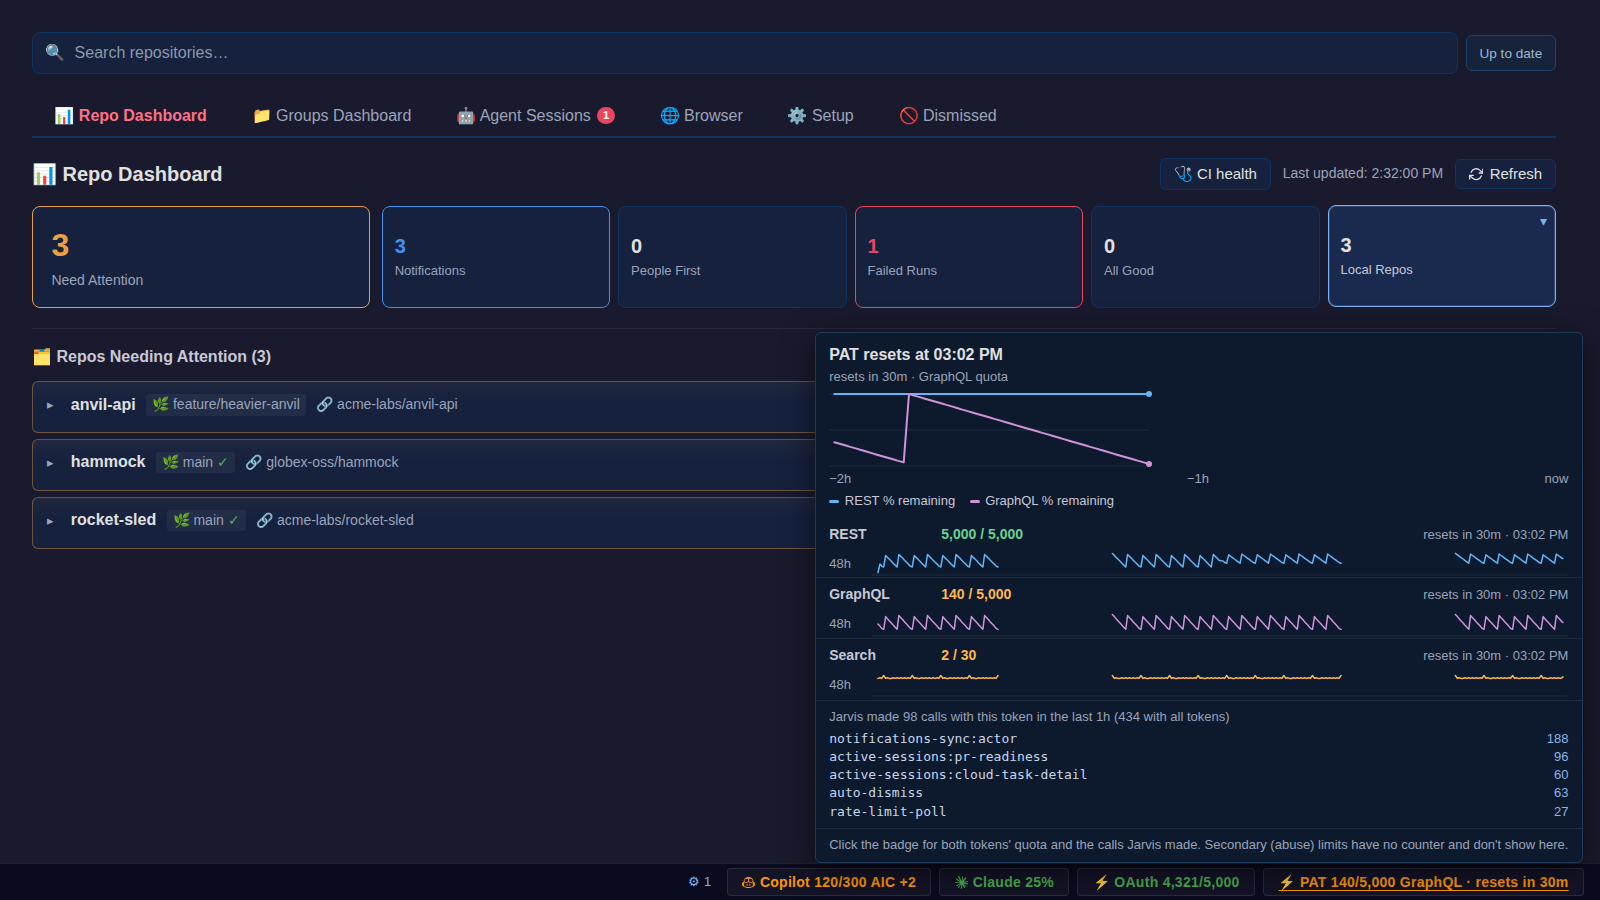 Search repositories…
Up to date
Repo Dashboard
Groups Dashboard
Agent Sessions 1
Browser
Setup
Dismissed
Repo Dashboard
CI health
Last updated: 2:32:00 PM
Refresh
3
Need Attention
3
Notifications
0
People First
1
Failed Runs
0
All Good
3
Local Repos
Repos Needing Attention (3)
anvil-api feature/heavier-anvil acme-labs/anvil-api
hammock main ✓ globex-oss/hammock
rocket-sled main ✓ acme-labs/rocket-sled
PAT resets at 03:02 PM
resets in 30m · GraphQL quota
−2h −1h now
REST % remaining GraphQL % remaining
REST 5,000 / 5,000 resets in 30m · 03:02 PM
48h
GraphQL 140 / 5,000 resets in 30m · 03:02 PM
48h
Search 2 / 30 resets in 30m · 03:02 PM
48h
Jarvis made 98 calls with this token in the last 1h (434 with all tokens)
notifications-sync:actor 188
active-sessions:pr-readiness 96
active-sessions:cloud-task-detail 60
auto-dismiss 63
rate-limit-poll 27
Click the badge for both tokens' quota and the calls Jarvis made. Secondary (abuse) limits have no counter and don't show here.
1
Copilot 120/300 AIC +2
Claude 25%
OAuth 4,321/5,000
PAT 140/5,000 GraphQL · resets in 30m